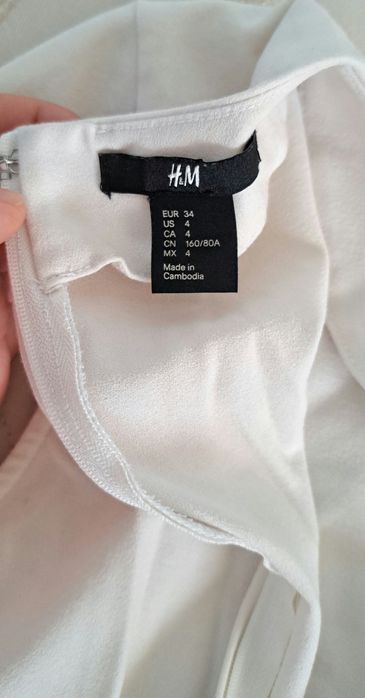 H&M
EUR 34
US 4
CA 4
CN 160/80A
MX 4
Made in
Cambodia